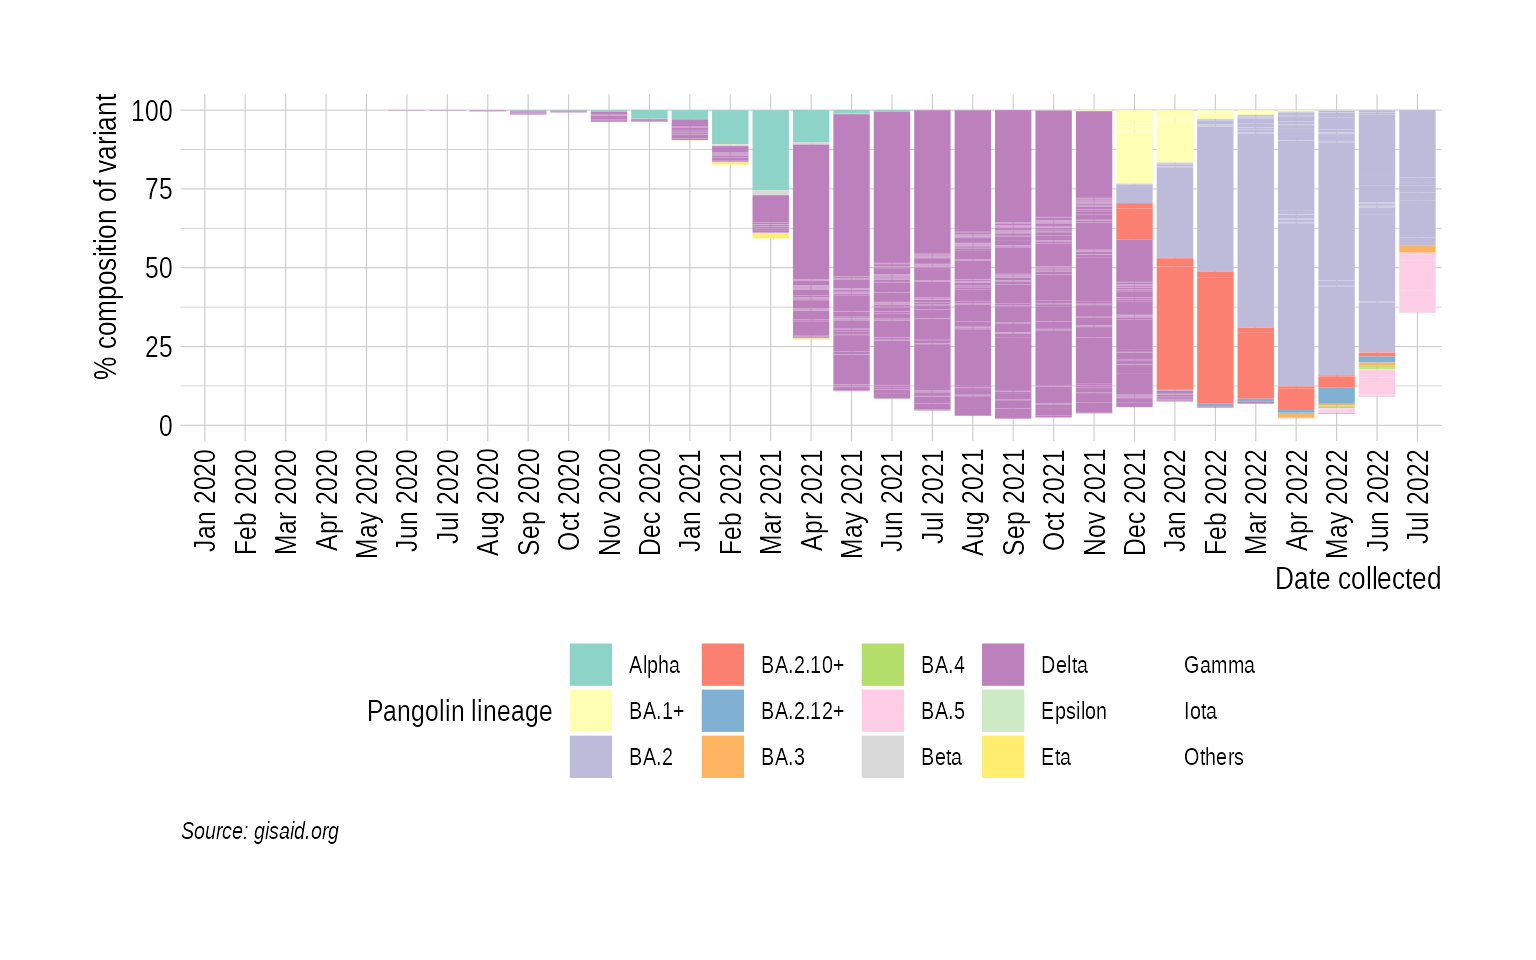 % composition of variant
100
75
50
25
0
Jan 2020
Feb 2020
Mar 2020
Apr 2020
May 2020
Jun 2020
Jul 2020
Aug 2020
Sep 2020
Oct 2020
Nov 2020
Dec 2020
Jan 2021
Feb 2021
Mar 2021
Apr 2021
May 2021
Jun 2021
Jul 2021
Aug 2021
Sep 2021
Oct 2021
Nov 2021
Dec 2021
Jan 2022
Feb 2022
Mar 2022
Apr 2022
May 2022
Jun 2022
Jul 2022
Date collected
Pangolin lineage
Alpha
BA.1+
BA.2
BA.2.10+
BA.2.12+
BA.3
BA.4
BA.5
Beta
Delta
Epsilon
Eta
Gamma
Iota
Others
Source: gisaid.org